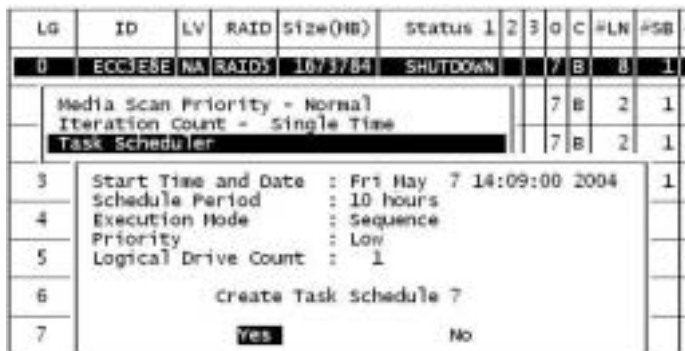 LG ID LV RAID Size(MB) Status 1 2 3 O C #LN #SB
0 ECC3E8E NA RAID5 1673784 SHUTDOWN 7 B 8 1
Media Scan Priority - Normal 7 B 2 1
Iteration Count - Single Time
Task Scheduler 7 B 2 1
3 Start Time and Date : Fri May 7 14:09:00 2004 1
Schedule Period : 10 hours
4 Execution Mode : Sequence
Priority : Low
5 Logical Drive Count : 1
6 Create Task Schedule ?
7 Yes No